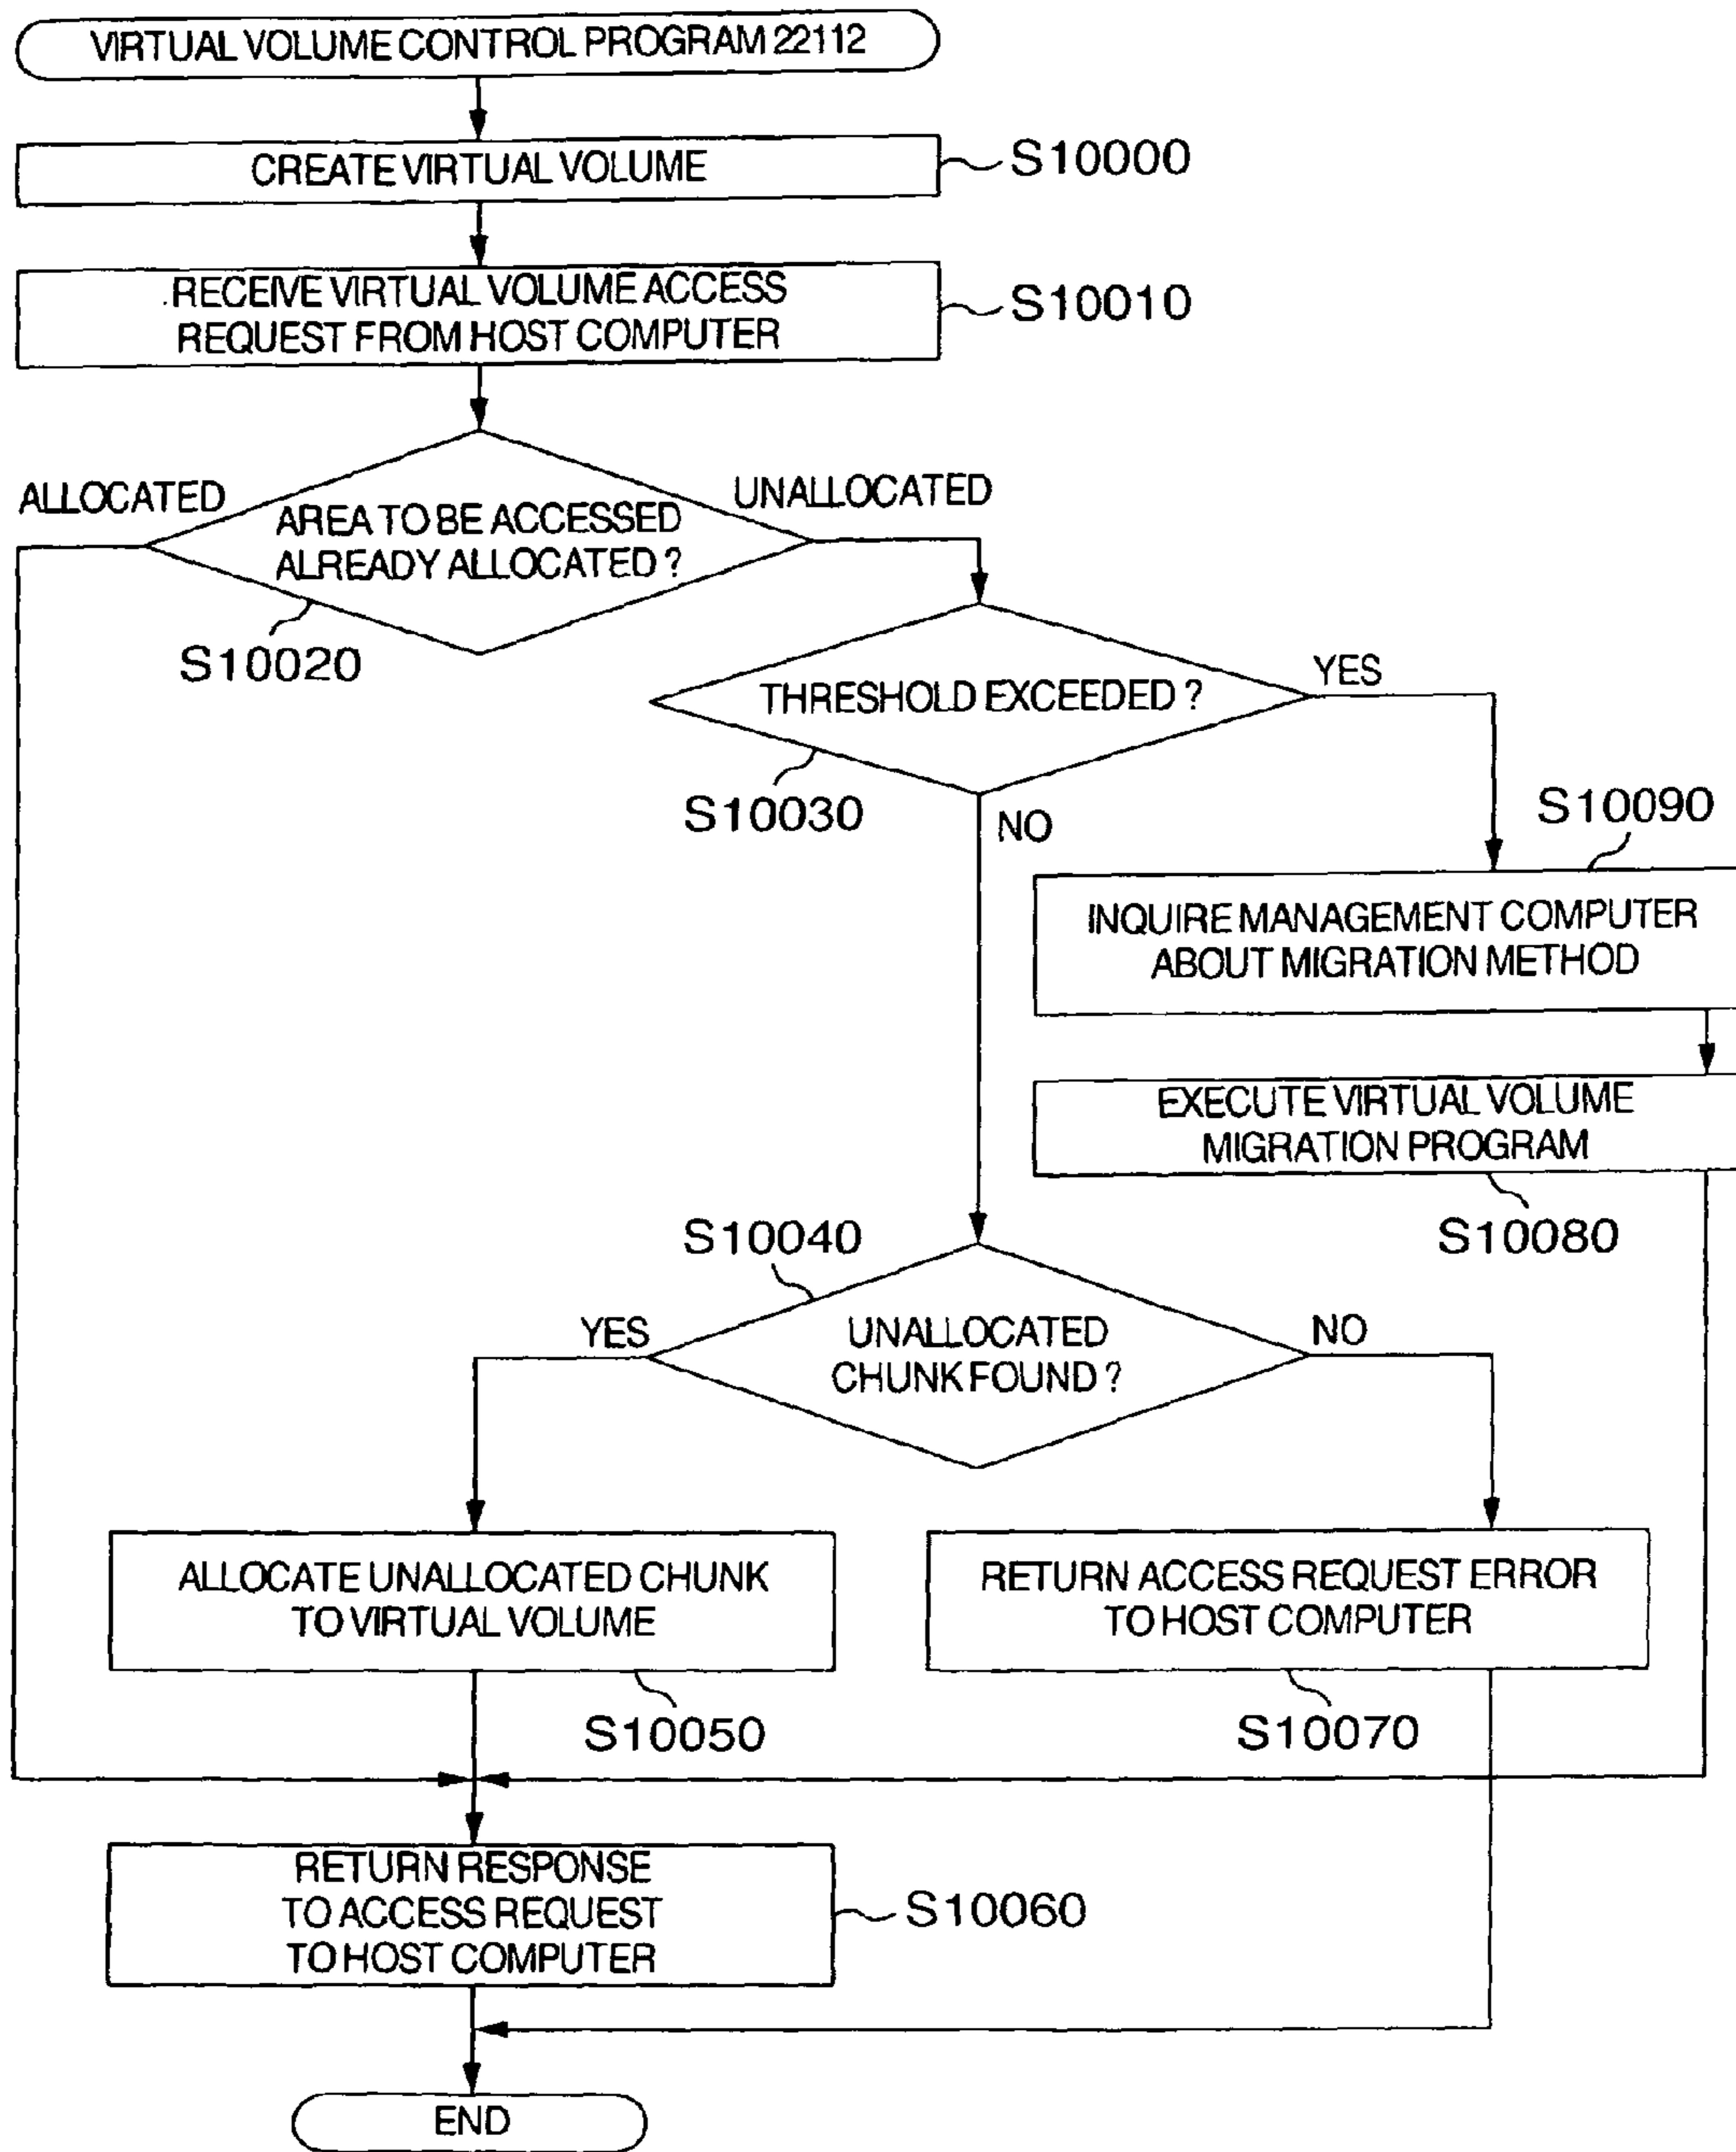 VIRTUAL VOLUME CONTROL PROGRAM 22112
CREATE VIRTUAL VOLUME
S10000
RECEIVE VIRTUAL VOLUME ACCESS
REQUEST FROM HOST COMPUTER
S10010
ALLOCATED
UNALLOCATED
AREA TO BE ACCESSED
ALREADY ALLOCATED ?
S10020
YES
THRESHOLD EXCEEDED ?
S10030
NO
S10090
INQUIRE MANAGEMENT COMPUTER
ABOUT MIGRATION METHOD
EXECUTE VIRTUAL VOLUME
MIGRATION PROGRAM
S10080
S10040
YES
UNALLOCATED
CHUNK FOUND ?
NO
ALLOCATE UNALLOCATED CHUNK
TO VIRTUAL VOLUME
S10050
RETURN ACCESS REQUEST ERROR
TO HOST COMPUTER
S10070
RETURN RESPONSE
TO ACCESS REQUEST
TO HOST COMPUTER
S10060
END